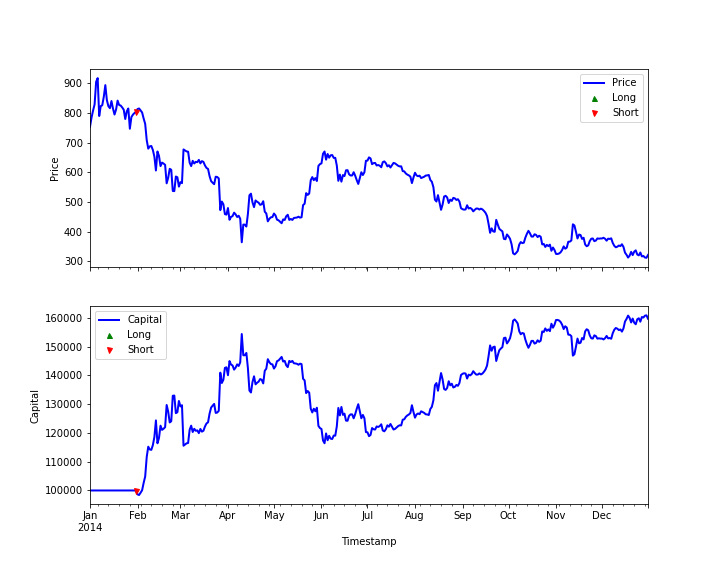 900
800
700
600
500
400
300
Price
Price
Long
Short
160000
150000
140000
130000
120000
110000
100000
Capital
Capital
Long
Short
Jan Feb Mar Apr May Jun Jul Aug Sep Oct Nov Dec
2014
Timestamp